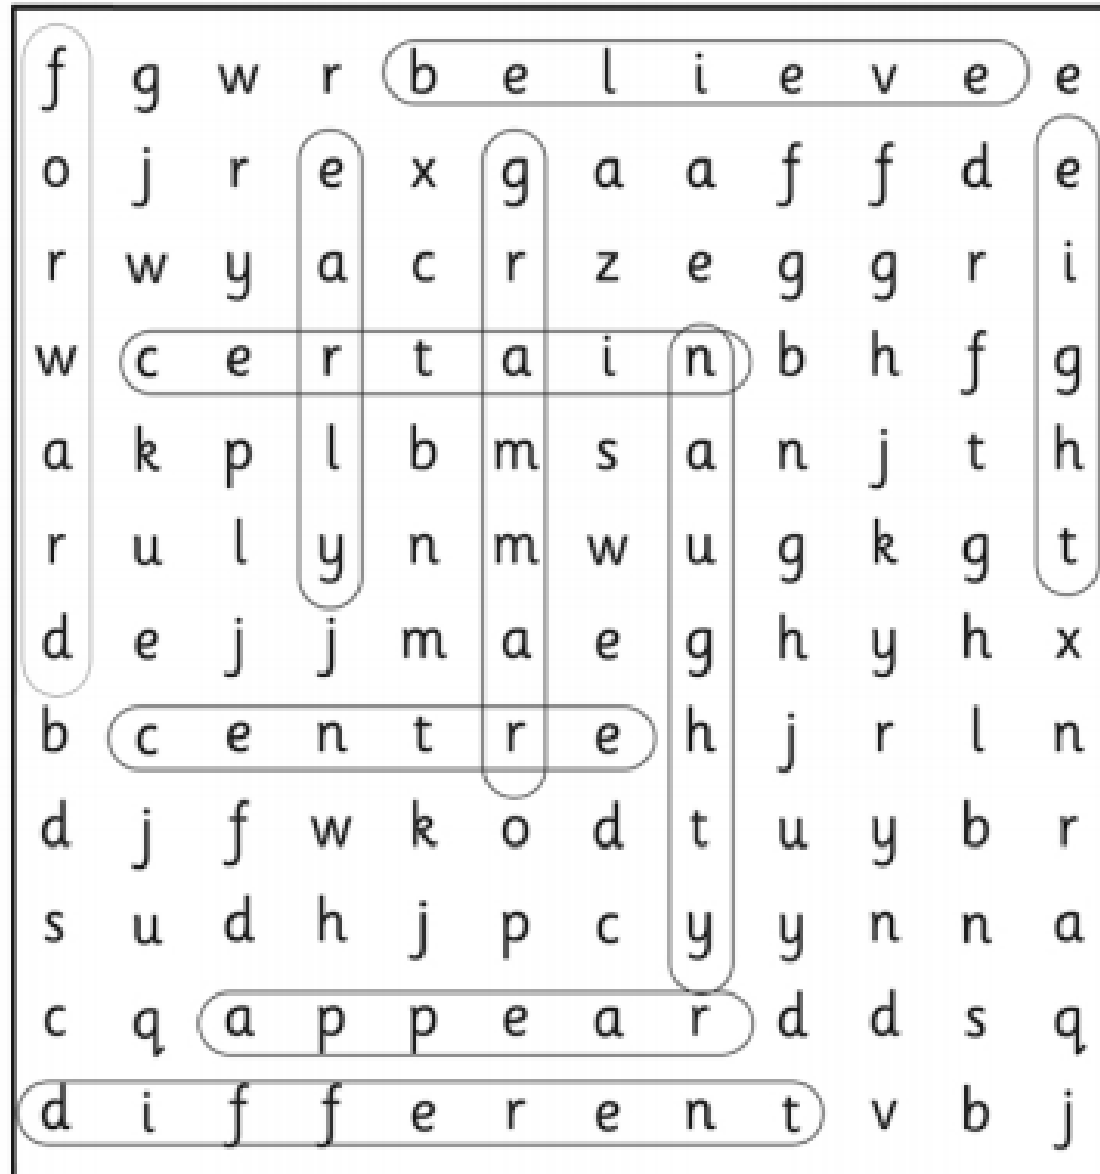 f g w r b e l i e v e e
o j r e x g a a f f d e
r w y a c r z e g g r i
w c e r t a i n b h f g
a k p l b m s a n j t h
r u l y n m w u g k g t
d e j j m a e g h y h x
b c e n t r e h j r l n
d j f w k o d t u y b r
s u d h j p c y y n n a
c q a p p e a r d d s q
d i f f e r e n t v b j